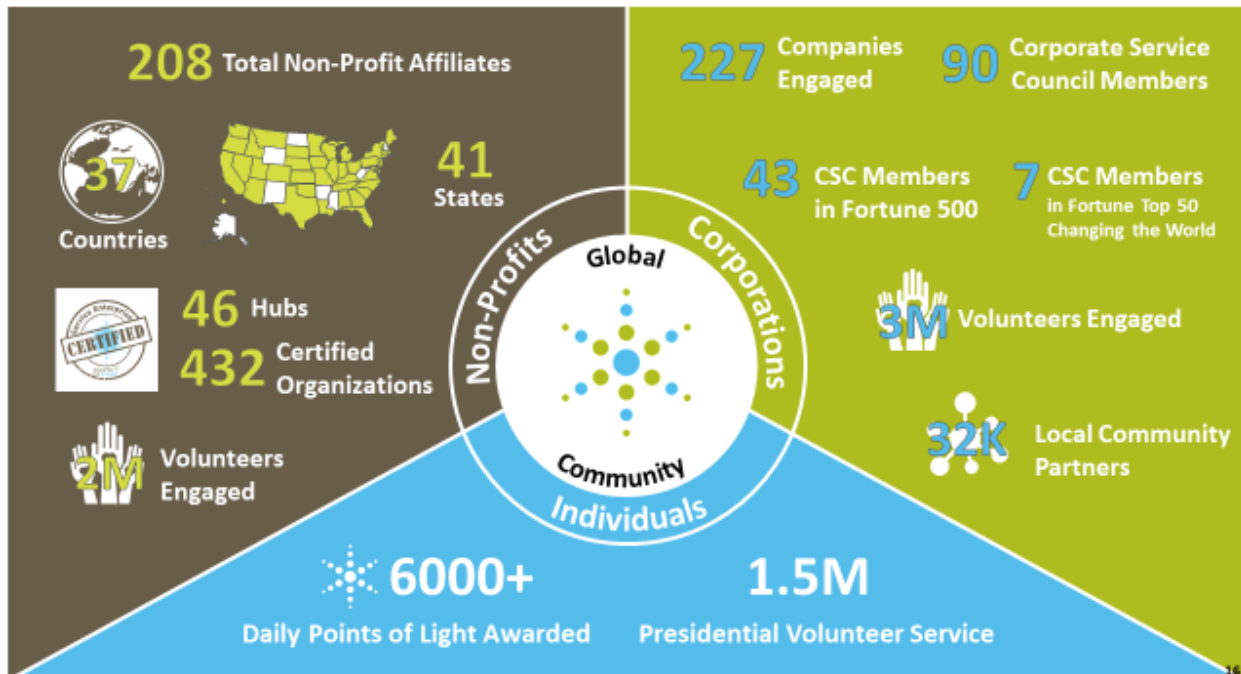 208 Total Non-Profit Affiliates
37
Countries
41
States
46 Hubs
CERTIFIED
432 Certified
Organizations
2M Volunteers
Engaged
227 Companies
Engaged
90 Corporate Service
Council Members
43 CSC Members
in Fortune 500
7 CSC Members
in Fortune Top 50
Changing the World
3M Volunteers Engaged
32K Local Community
Partners
Non-Profits
Corporations
Individuals
Global
Community
6000+
Daily Points of Light Awarded
1.5M
Presidential Volunteer Service
16